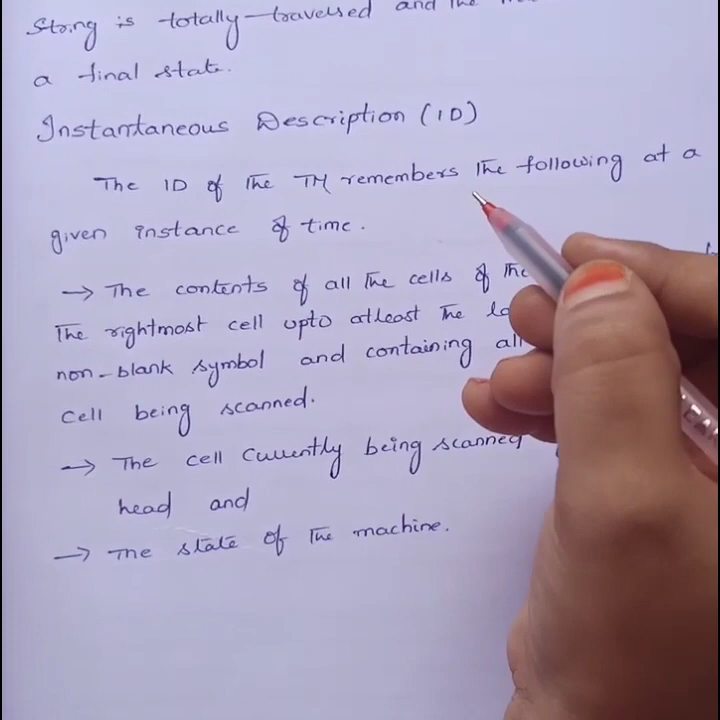 String is totally traversed and the
a final state.
Instantaneous Description (ID)
The ID of the TM remembers the following at a
given instance of time.
→ The contents of all the cells of the
The rightmost cell upto atleast the
non-blank symbol and containing all
cell being scanned.
→ The cell currently being scanned
head and
→ The state of the machine.